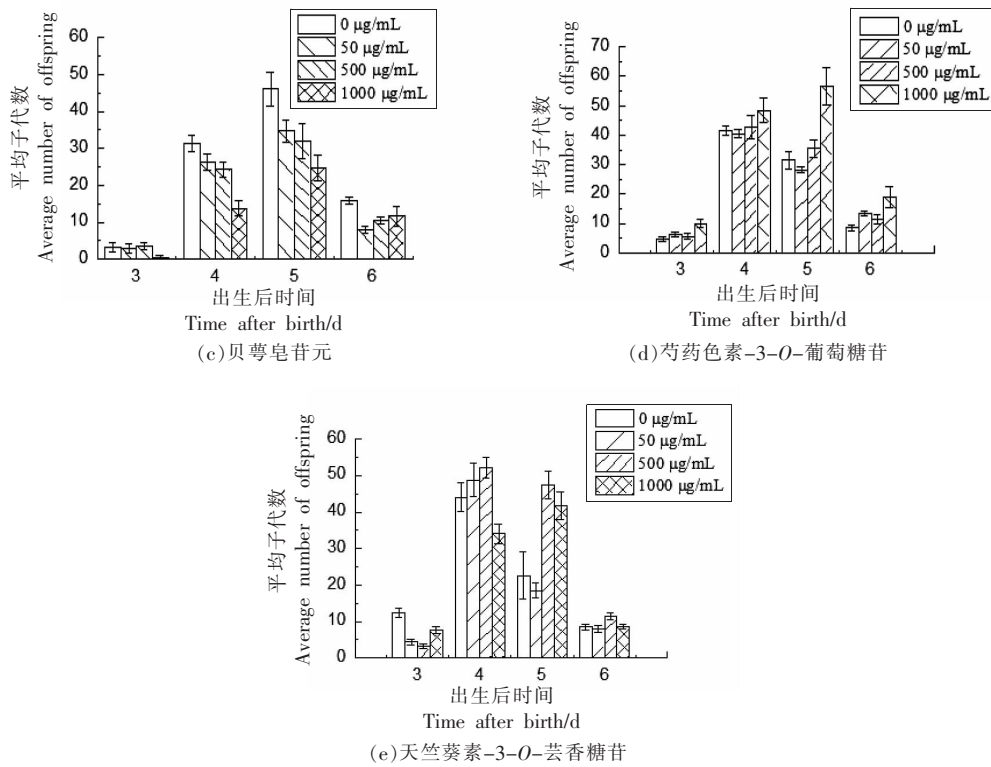 60
50
40
30
20
10
0
平均子代数
Average number of offspring
0 μg/mL
50 μg/mL
500 μg/mL
1000 μg/mL
3 4 5 6
出生后时间
Time after birth/d
(c)贝萼皂苷元
70
60
50
40
30
20
10
0
平均子代数
Average number of offspring
0 μg/mL
50 μg/mL
500 μg/mL
1000 μg/mL
3 4 5 6
出生后时间
Time after birth/d
(d)芍药色素-3-O-葡萄糖苷
60
50
40
30
20
10
0
平均子代数
Average number of offspring
0 μg/mL
50 μg/mL
500 μg/mL
1000 μg/mL
3 4 5 6
出生后时间
Time after birth/d
(e)天竺葵素-3-O-芸香糖苷